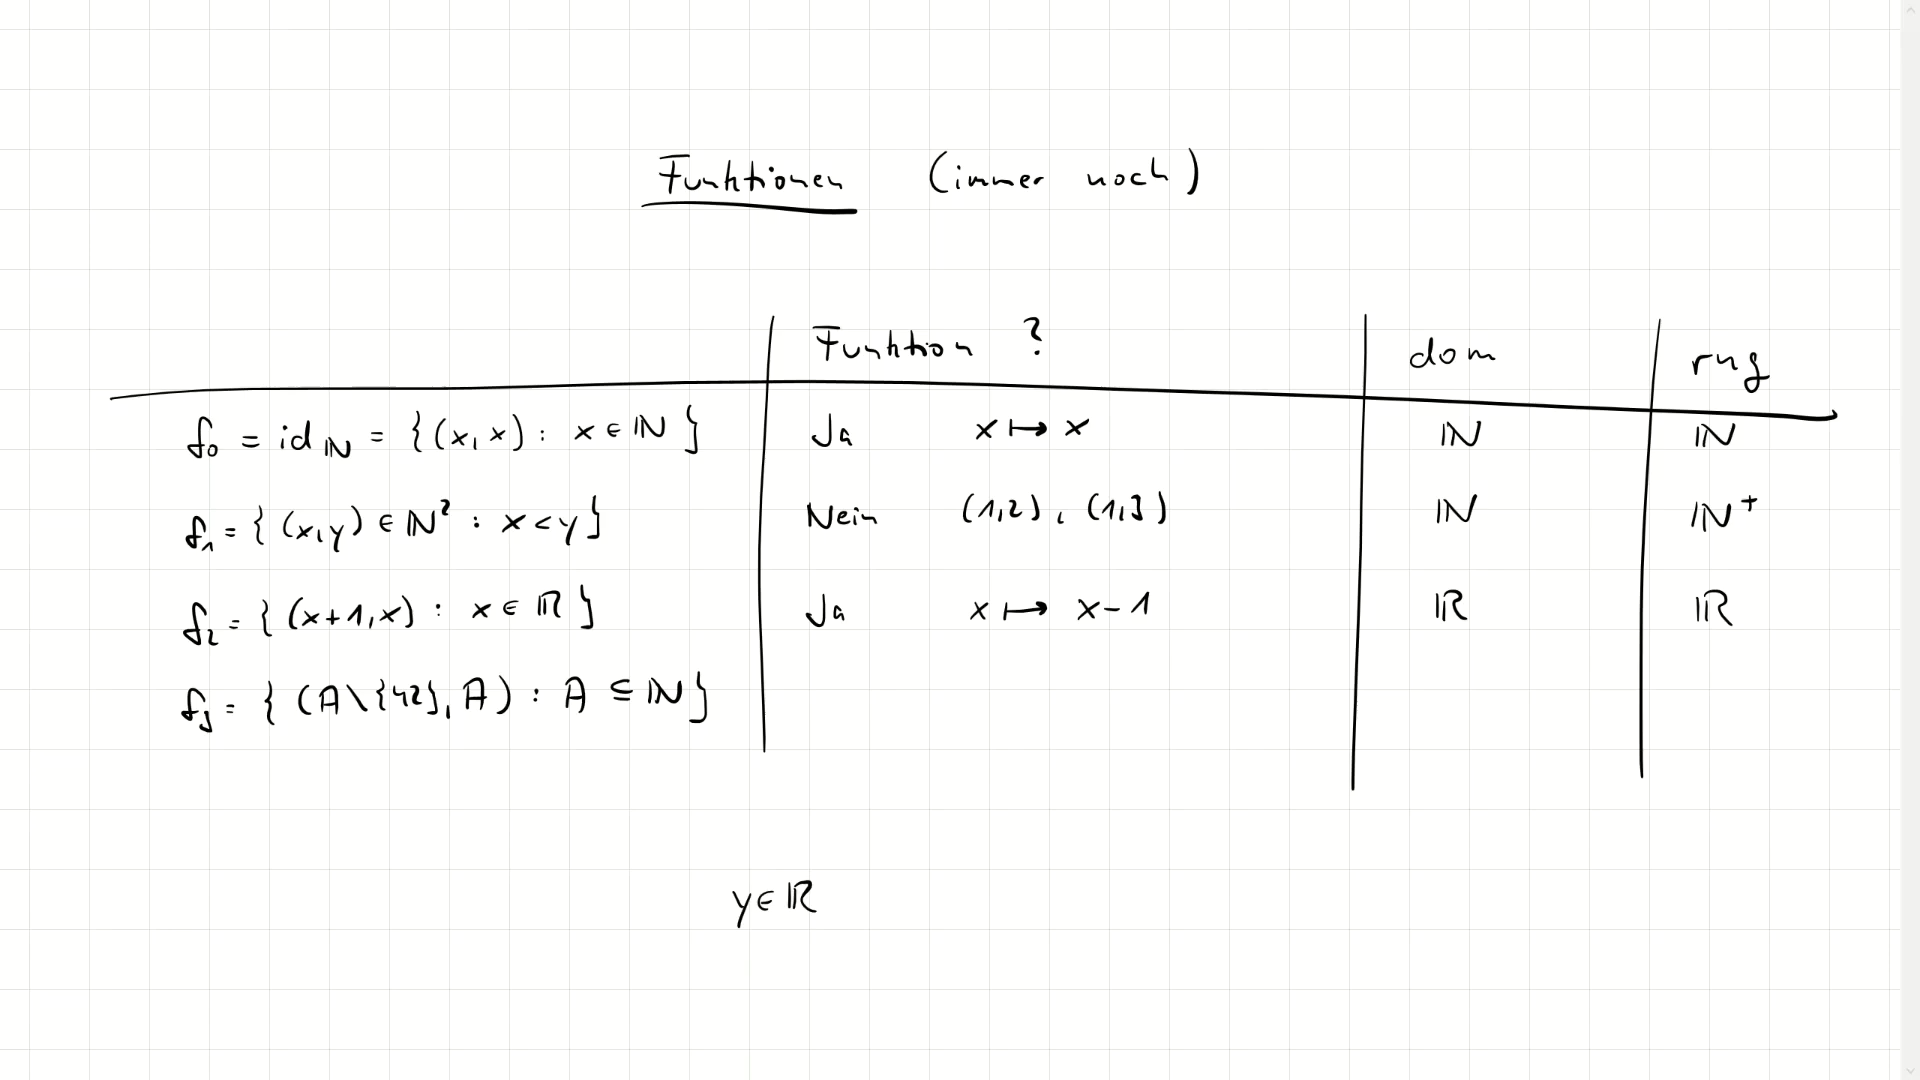 Funktionen (immer noch)
Funktion ? dom rng
f₀ = id ℕ = {(x,x) : x ∈ ℕ } Ja x ↦ x ℕ ℕ
f₁ = { (x,y) ∈ ℕ² : x < y } Nein (1,2), (1,3) ℕ ℕ⁺
f₂ = { (x+1,x) : x ∈ ℝ } Ja x ↦ x-1 ℝ ℝ
f₃ = { (A\{42}, A) : A ⊆ ℕ }
y ∈ ℝ